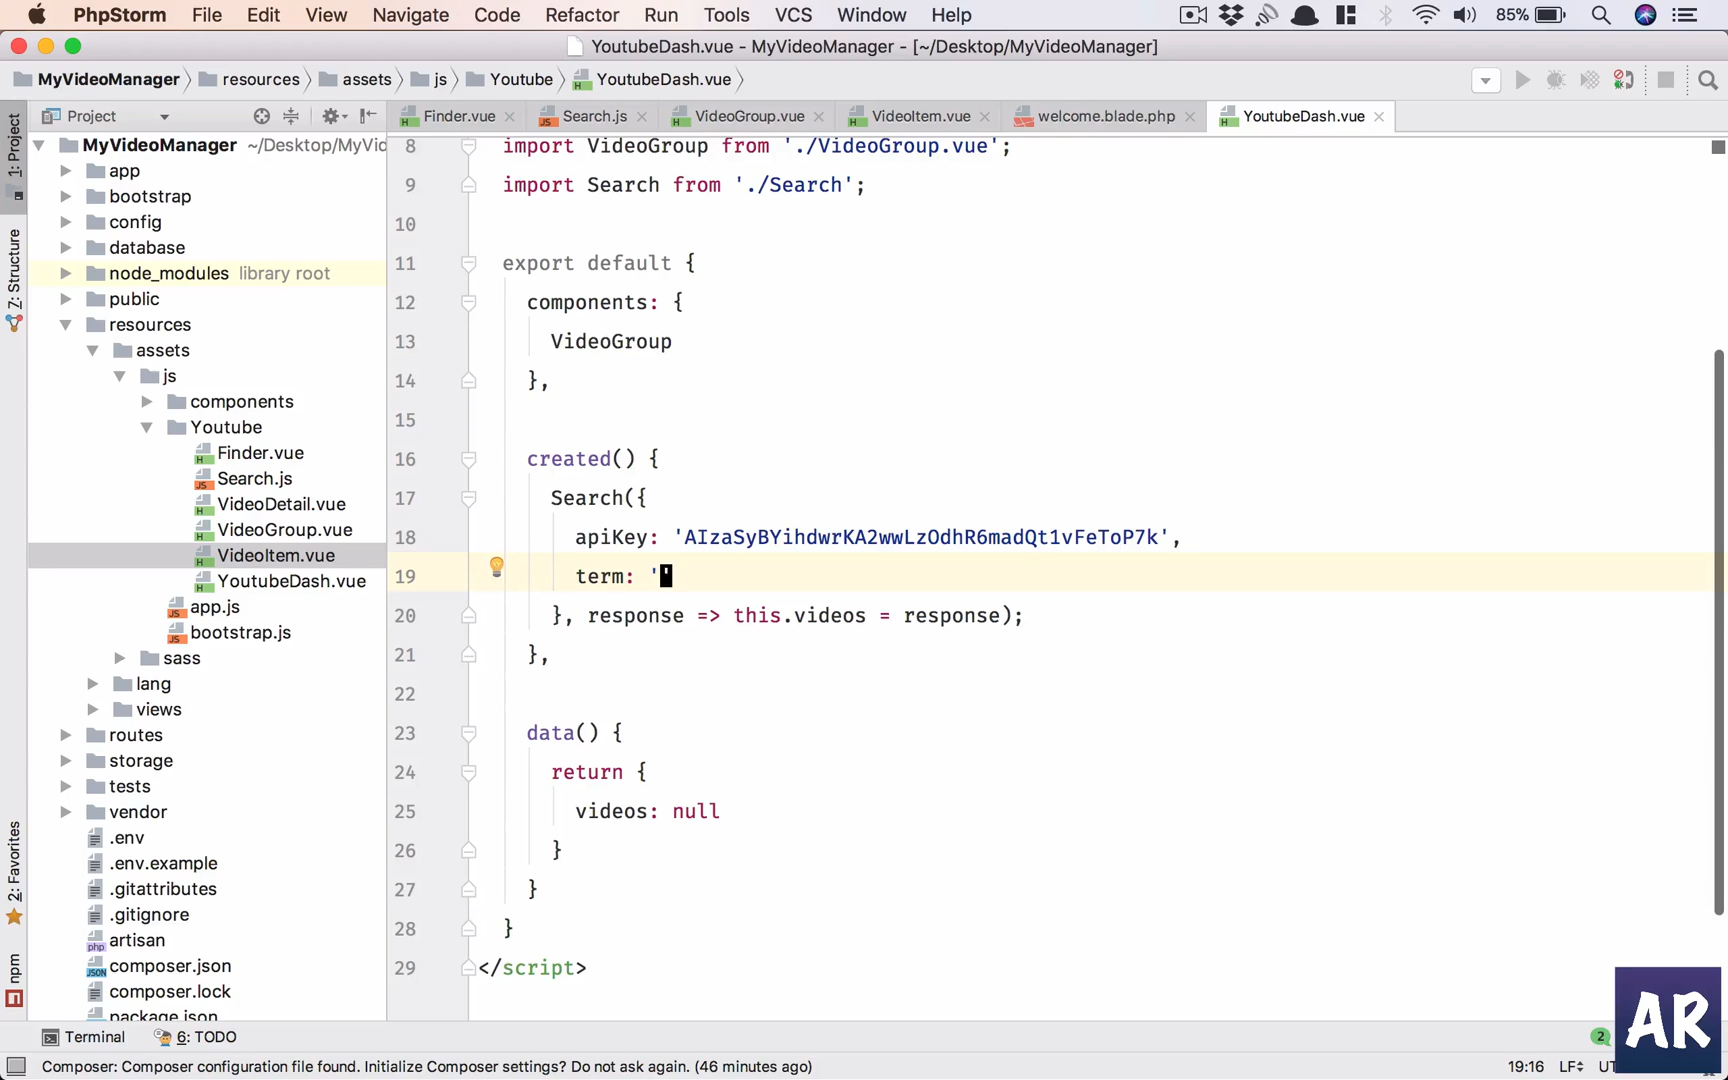 PhpStorm File Edit View Navigate Code Refactor Run Tools VCS Window Help 85%
YoutubeDash.vue - MyVideoManager - [~/Desktop/MyVideoManager]
MyVideoManager resources assets js Youtube YoutubeDash.vue
Project Finder.vue Search.js VideoGroup.vue VideoItem.vue welcome.blade.php YoutubeDash.vue
1: Project
7: Structure
2: Favorites
npm
MyVideoManager ~/Desktop/MyVid
app
bootstrap
config
database
node_modules library root
public
resources
assets
js
components
Youtube
Finder.vue
Search.js
VideoDetail.vue
VideoGroup.vue
VideoItem.vue
YoutubeDash.vue
app.js
bootstrap.js
sass
lang
views
routes
storage
tests
vendor
.env
.env.example
.gitattributes
.gitignore
artisan
composer.json
composer.lock
package.json
8 import VideoGroup from './VideoGroup.vue';
9 import Search from './Search';
10
11 export default {
12 components: {
13 VideoGroup
14 },
15
16 created() {
17 Search({
18 apiKey: 'AIzaSyBYihdwrKA2wwLzOdhR6madQt1vFeToP7k',
19 term: ''
20 }, response => this.videos = response);
21 },
22
23 data() {
24 return {
25 videos: null
26 }
27 }
28 }
29 </script>
Terminal 6: TODO 2
Composer: Composer configuration file found. Initialize Composer settings? Do not ask again. (46 minutes ago) 19:16 LF UT
AR